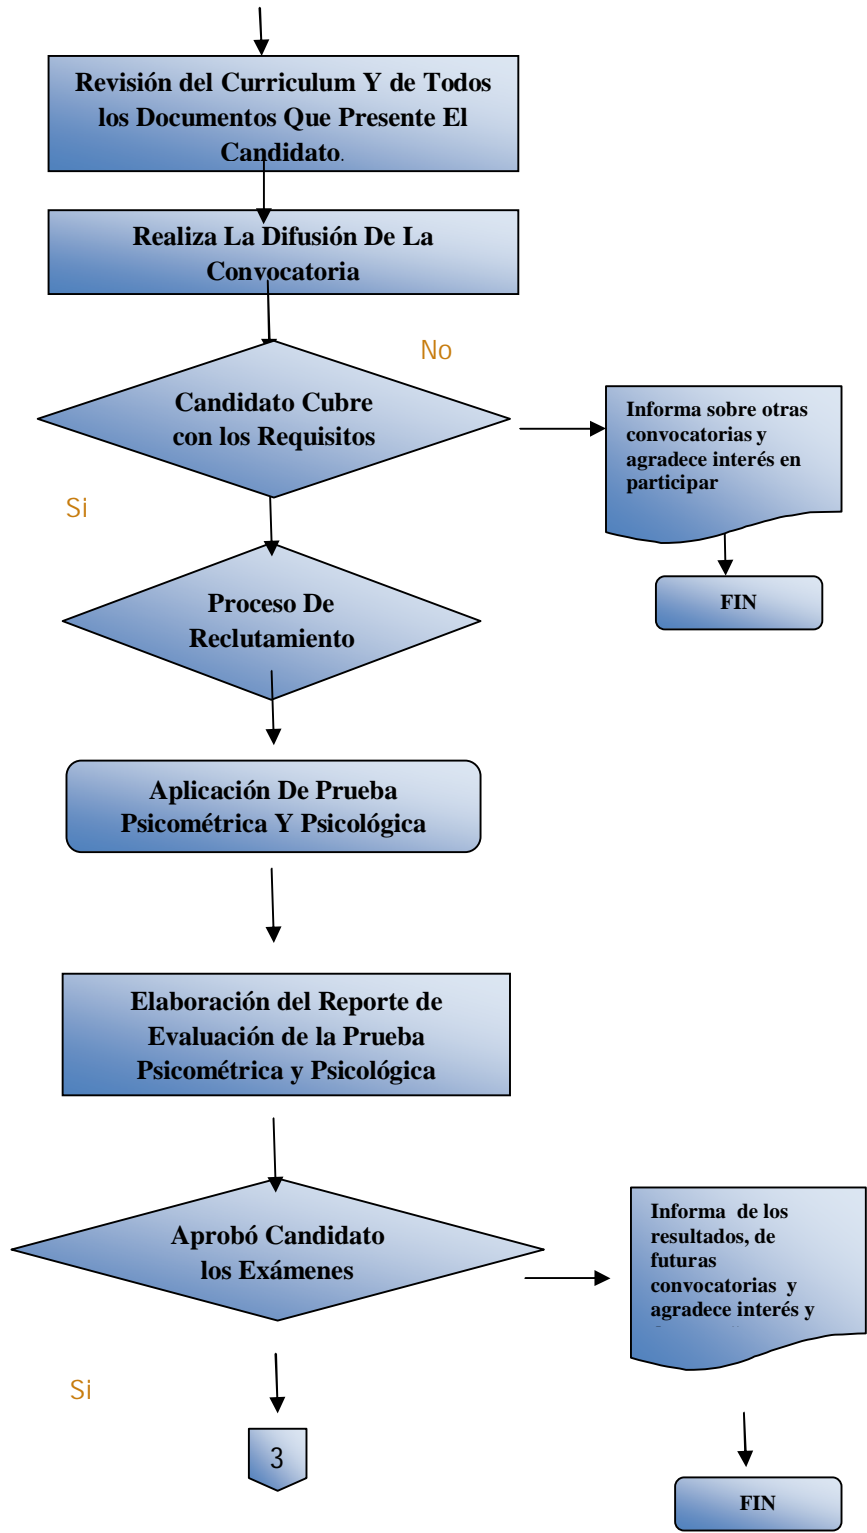 Revisión del Curriculum Y de Todos
los Documentos Que Presente El
Candidato.
Realiza La Difusión De La
Convocatoria
No
Candidato Cubre
con los Requisitos
Informa sobre otras
convocatorias y
agradece interés en
participar
Si
FIN
Proceso De
Reclutamiento
Aplicación De Prueba
Psicométrica Y Psicológica
Elaboración del Reporte de
Evaluación de la Prueba
Psicométrica y Psicológica
Aprobó Candidato
los Exámenes
Informa de los
resultados, de
futuras
convocatorias y
agradece interés y
Si
3
FIN